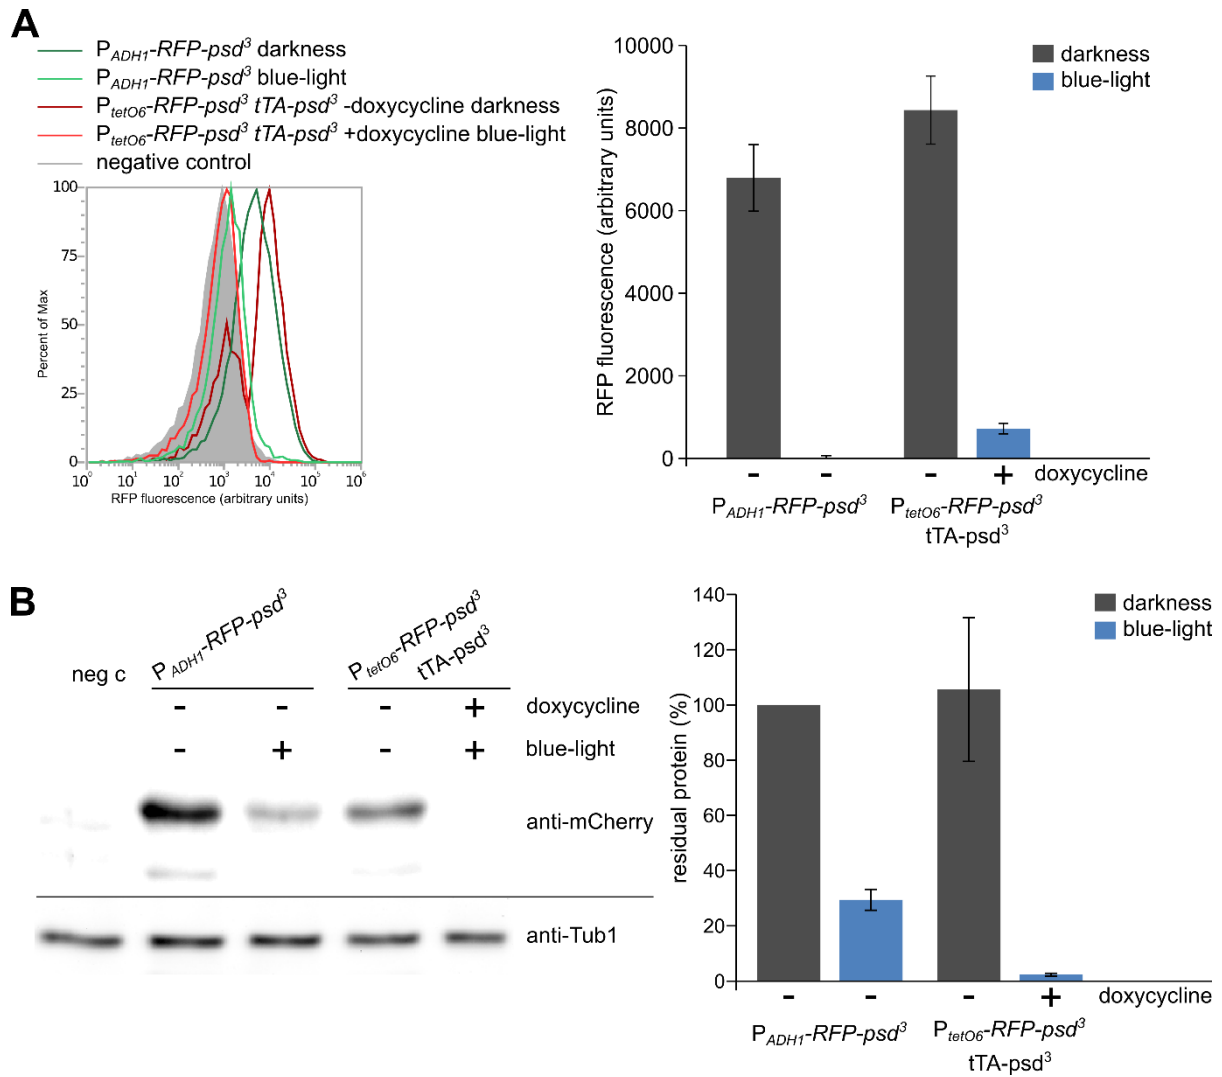 A
P_ADH1-RFP-psd³ darkness
P_ADH1-RFP-psd³ blue-light
P_tetO6-RFP-psd³ tTA-psd³ -doxycycline darkness
P_tetO6-RFP-psd³ tTA-psd³ +doxycycline blue-light
negative control
100
75
50
25
0
Percent of Max
10⁰ 10¹ 10² 10³ 10⁴ 10⁵ 10⁶
RFP fluorescence (arbitrary units)
10000
8000
6000
4000
2000
0
RFP fluorescence (arbitrary units)
darkness
blue-light
- - - + doxycycline
P_ADH1-RFP-psd³ P_tetO6-RFP-psd³
tTA-psd³
B
neg c
P_ADH1-RFP-psd³
P_tetO6-RFP-psd³
tTA-psd³
- - - + doxycycline
- + - + blue-light
anti-mCherry
anti-Tub1
140
120
100
80
60
40
20
0
residual protein (%)
darkness
blue-light
- - - + doxycycline
P_ADH1-RFP-psd³ P_tetO6-RFP-psd³
tTA-psd³